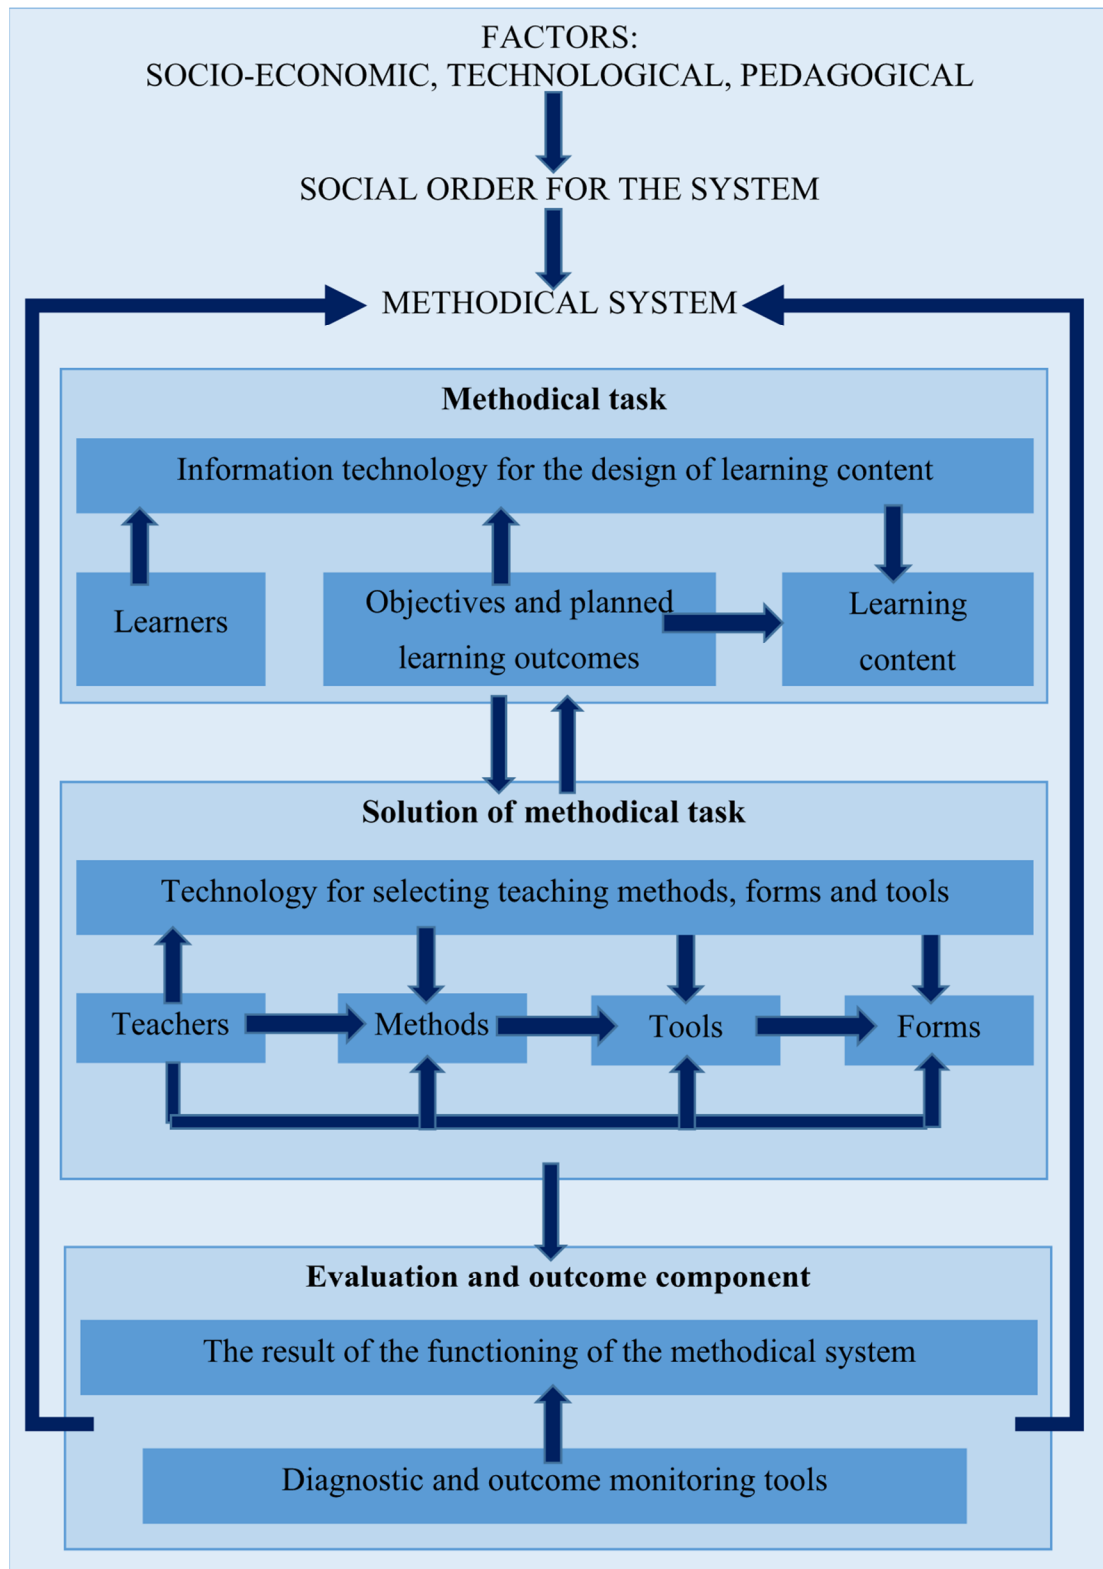 FACTORS:
SOCIO-ECONOMIC, TECHNOLOGICAL, PEDAGOGICAL
SOCIAL ORDER FOR THE SYSTEM
METHODICAL SYSTEM
Methodical task
Information technology for the design of learning content
Learners
Objectives and planned
learning outcomes
Learning
content
Solution of methodical task
Technology for selecting teaching methods, forms and tools
Teachers
Methods
Tools
Forms
Evaluation and outcome component
The result of the functioning of the methodical system
Diagnostic and outcome monitoring tools